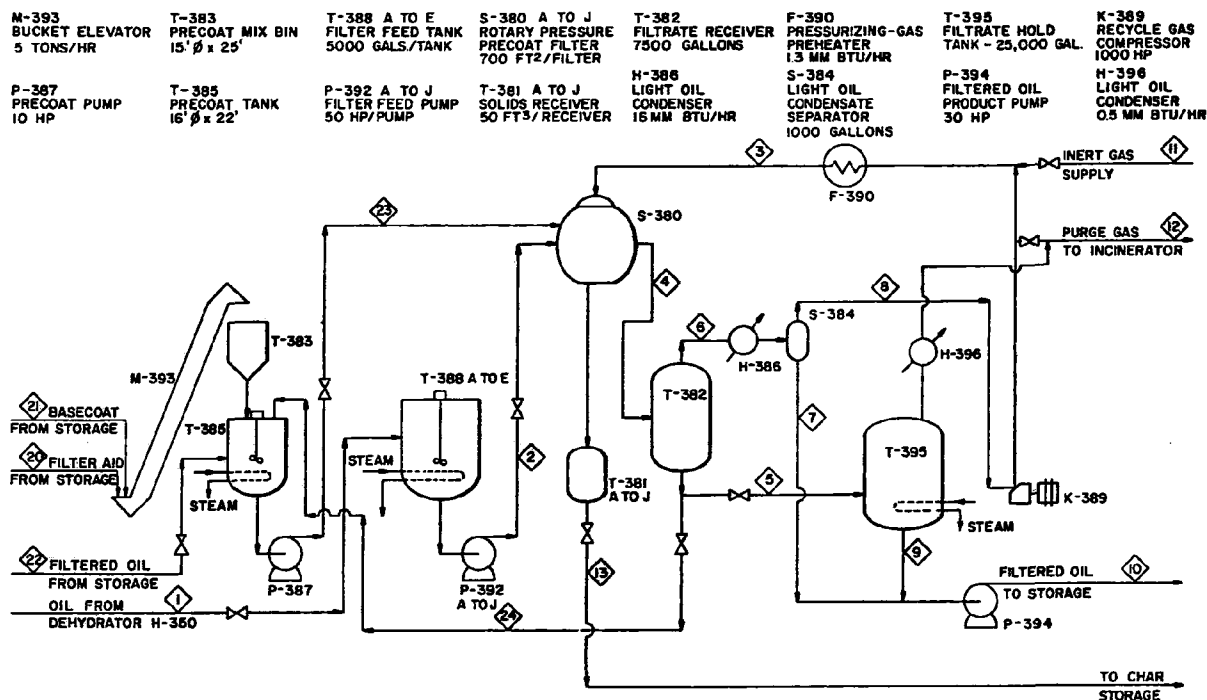 M-393
BUCKET ELEVATOR
5 TONS/HR
T-383
PRECOAT MIX BIN
15'Ø x 25'
T-388 A TO E
FILTER FEED TANK
5000 GALS./TANK
S-380 A TO J
ROTARY PRESSURE
PRECOAT FILTER
700 FT²/FILTER
T-382
FILTRATE RECEIVER
7500 GALLONS
F-390
PRESSURIZING-GAS
PREHEATER
1.3 MM BTU/HR
T-395
FILTRATE HOLD
TANK - 25,000 GAL.
K-389
RECYCLE GAS
COMPRESSOR
1000 HP
P-387
PRECOAT PUMP
10 HP
T-385
PRECOAT TANK
16'Ø x 22'
P-392 A TO J
FILTER FEED PUMP
50 HP/PUMP
T-381 A TO J
SOLIDS RECEIVER
50 FT³/RECEIVER
H-386
LIGHT OIL
CONDENSER
16 MM BTU/HR
S-384
LIGHT OIL
CONDENSATE
SEPARATOR
1000 GALLONS
P-394
FILTERED OIL
PRODUCT PUMP
30 HP
H-396
LIGHT OIL
CONDENSER
0.5 MM BTU/HR
3
F-390
INERT GAS
SUPPLY
11
23
S-380
PURGE GAS
TO INCINERATOR
12
4
8
S-384
6
H-386
H-396
T-383
M-393
T-388 A TO E
T-382
21 BASECOAT
FROM STORAGE
T-385
7
20 FILTER AID
FROM STORAGE
STEAM
STEAM
2
T-381
A TO J
5
T-395
STEAM
K-389
22 FILTERED OIL
FROM STORAGE
P-387
P-392
A TO J
13
9
FILTERED OIL
TO STORAGE
10
1
OIL FROM
DEHYDRATOR H-350
24
P-394
TO CHAR
STORAGE